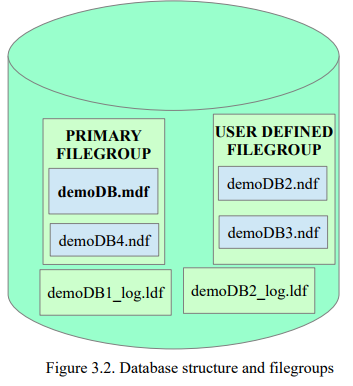 PRIMARY
FILEGROUP
demoDB.mdf
demoDB4.ndf
USER DEFINED
FILEGROUP
demoDB2.ndf
demoDB3.ndf
demoDB1_log.ldf
demoDB2_log.ldf
Figure 3.2. Database structure and filegroups